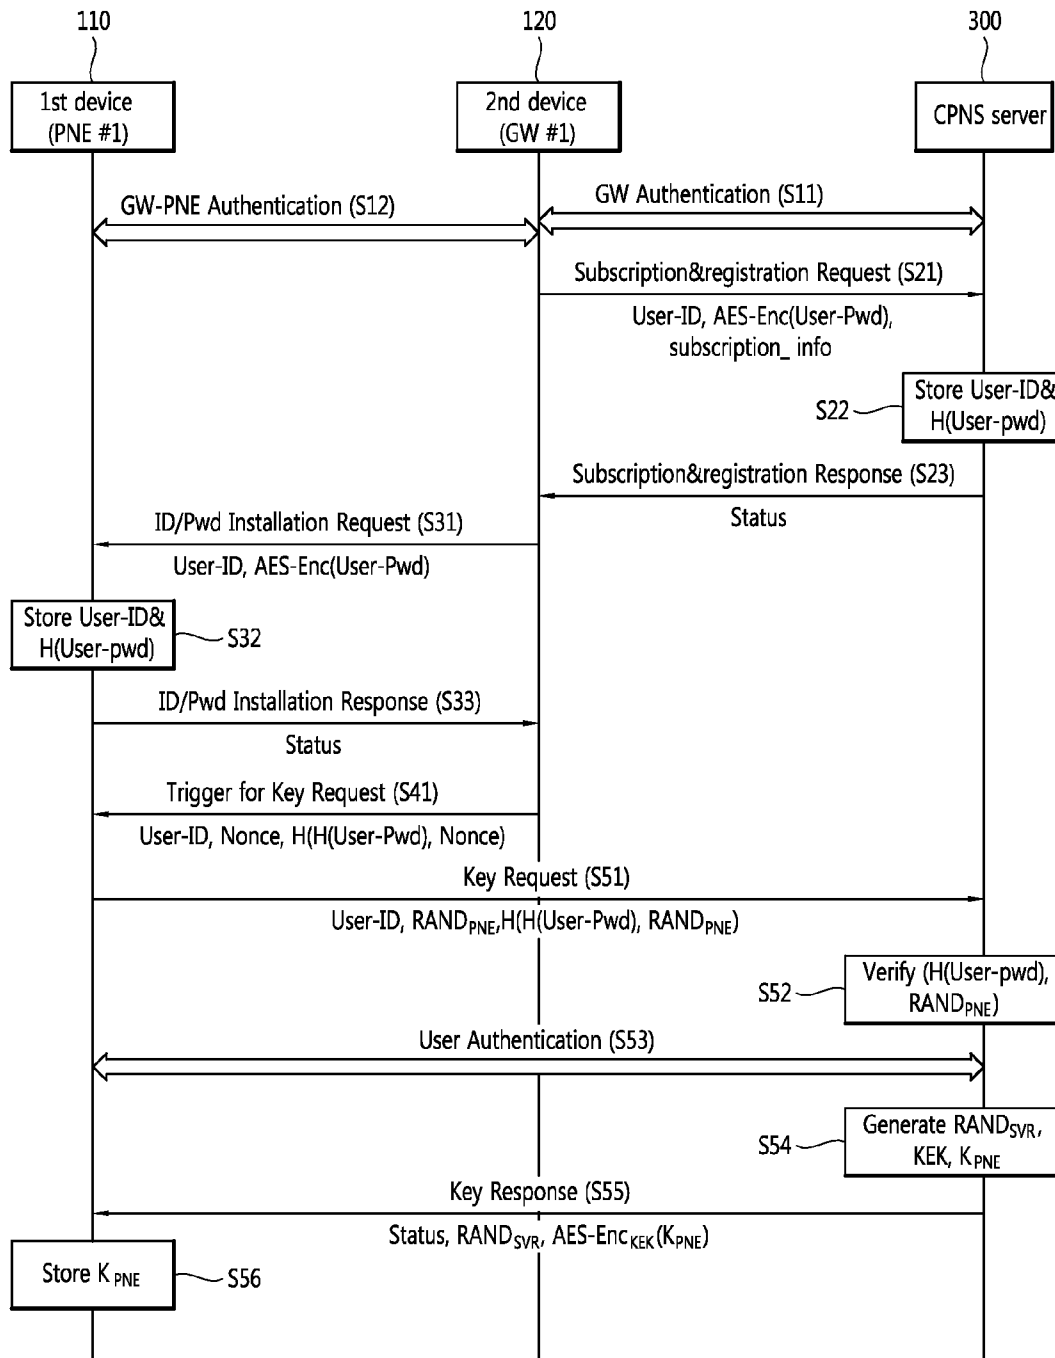 110
120
300
1st device
(PNE #1)
2nd device
(GW #1)
CPNS server
GW-PNE Authentication (S12)
GW Authentication (S11)
Subscription&registration Request (S21)
User-ID, AES-Enc(User-Pwd),
subscription_ info
S22
Store User-ID&
H(User-pwd)
Subscription&registration Response (S23)
Status
ID/Pwd Installation Request (S31)
User-ID, AES-Enc(User-Pwd)
Store User-ID&
H(User-pwd)
S32
ID/Pwd Installation Response (S33)
Status
Trigger for Key Request (S41)
User-ID, Nonce, H(H(User-Pwd), Nonce)
Key Request (S51)
User-ID, RANDPNE,H(H(User-Pwd), RANDPNE)
S52
Verify (H(User-pwd),
RANDPNE)
User Authentication (S53)
S54
Generate RANDSVR,
KEK, KPNE
Key Response (S55)
Status, RANDSVR, AES-EncKEK(KPNE)
Store KPNE
S56